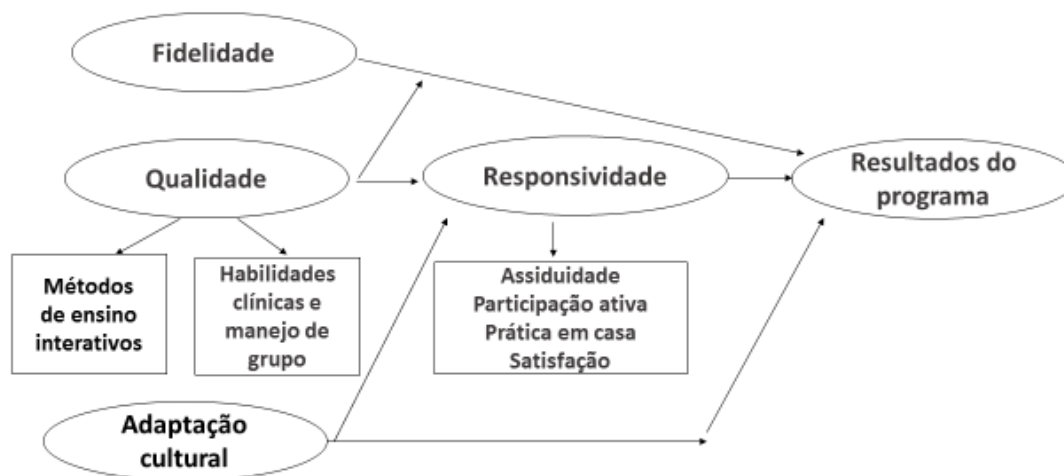 Fidelidade
Qualidade
Responsividade
Resultados do
programa
Métodos
de ensino
interativos
Habilidades
clínicas e
manejo de
grupo
Assiduidade
Participação ativa
Prática em casa
Satisfação
Adaptação
cultural